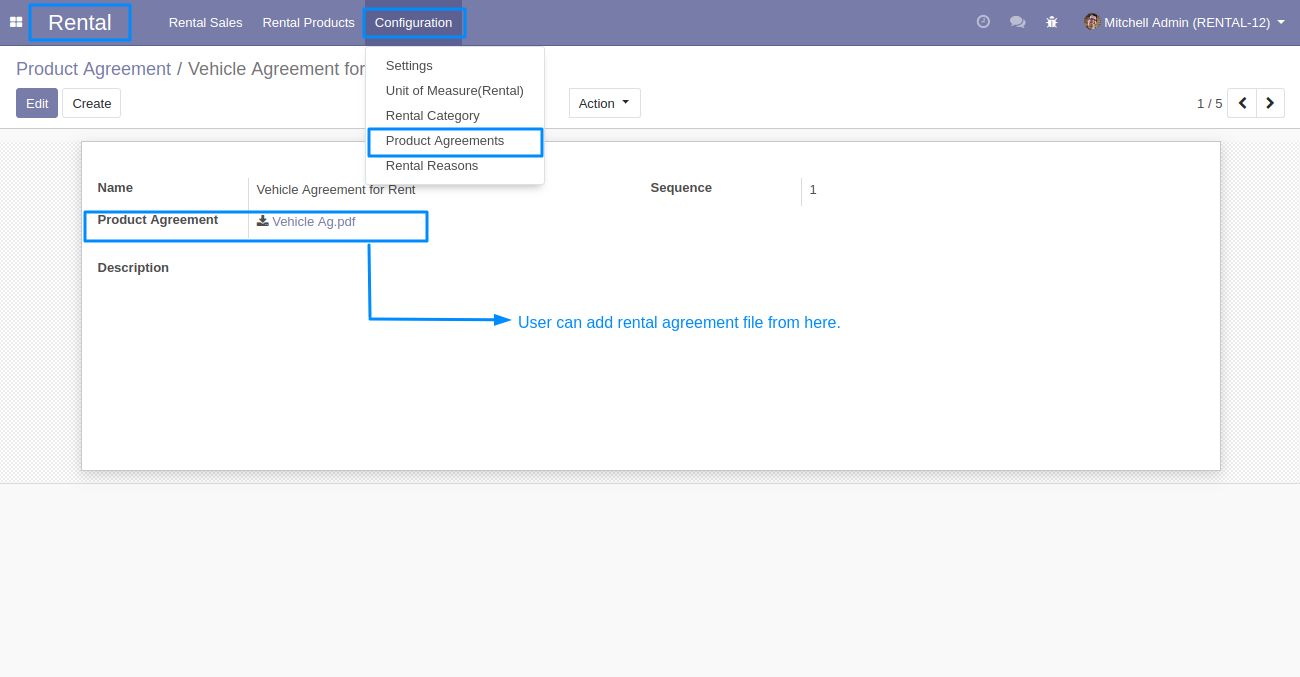 Rental Rental Sales Rental Products Configuration Mitchell Admin (RENTAL-12)
Product Agreement / Vehicle Agreement for
Settings
Unit of Measure(Rental)
Rental Category
Product Agreements
Rental Reasons
Edit Create Action 1 / 5
Name Vehicle Agreement for Rent Sequence 1
Product Agreement Vehicle Ag.pdf
Description
User can add rental agreement file from here.